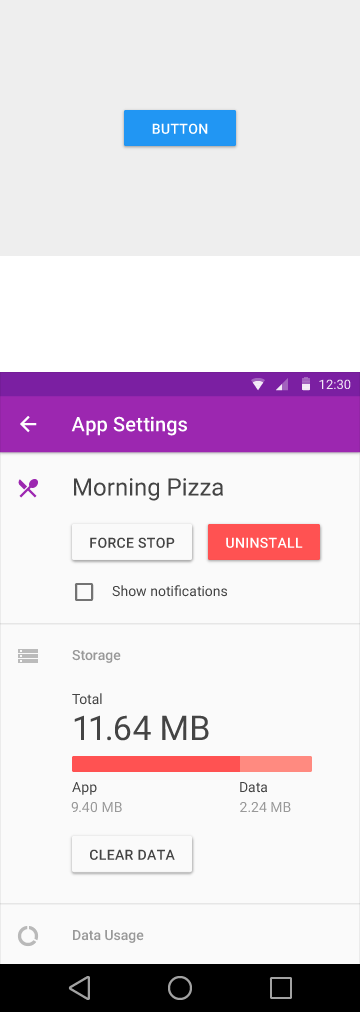 BUTTON
12:30
App Settings
Morning Pizza
FORCE STOP UNINSTALL
Show notifications
Storage
Total
11.64 MB
App Data
9.40 MB 2.24 MB
CLEAR DATA
Data Usage